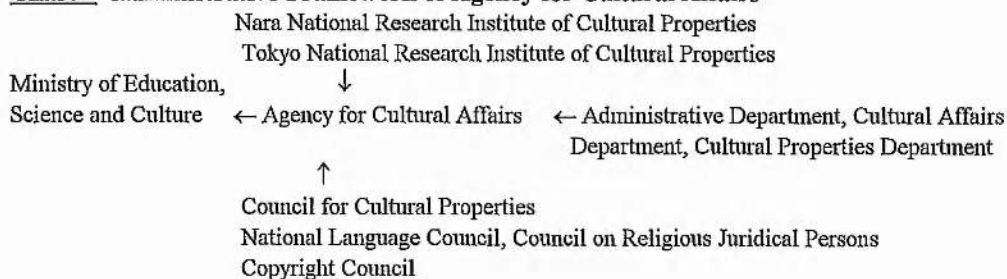 Nara National Research Institute of Cultural Properties
Tokyo National Research Institute of Cultural Properties
↓
Ministry of Education,
Science and Culture ← Agency for Cultural Affairs ← Administrative Department, Cultural Affairs
Department, Cultural Properties Department
↑
Council for Cultural Properties
National Language Council, Council on Religious Juridical Persons
Copyright Council